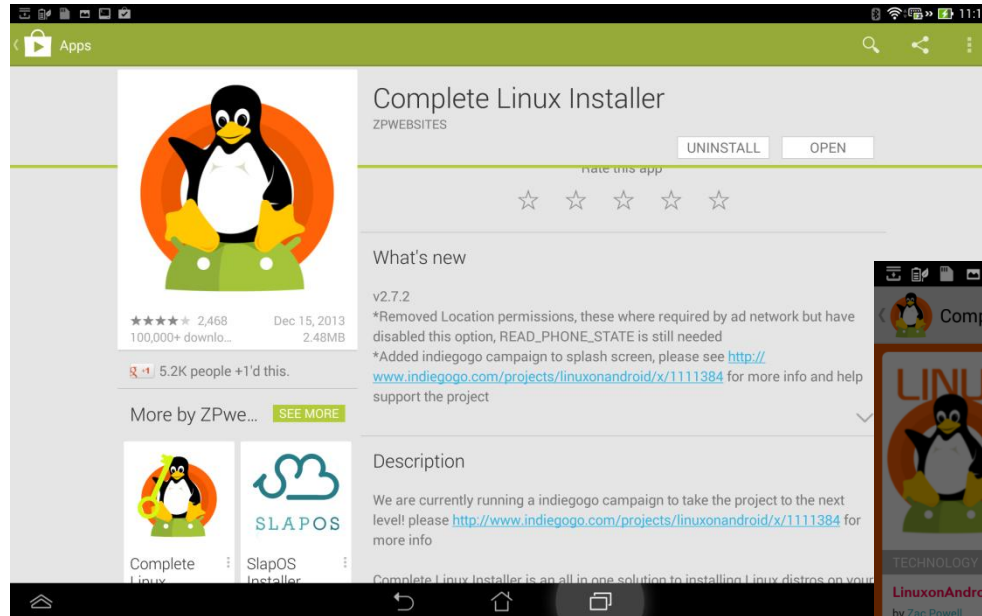 11:1
Apps
Complete Linux Installer
ZPWEBSITES
UNINSTALL
OPEN
Rate this app
2,468
Dec 15, 2013
100,000+ downlo...
2.48MB
5.2K people +1'd this.
More by ZPwe...
SEE MORE
SLAPOS
Complete
Linux
SlapOS
Installer
What's new
v2.7.2
*Removed Location permissions, these where required by ad network but have
disabled this option, READ_PHONE_STATE is still needed
*Added indiegogo campaign to splash screen, please see http://
www.indiegogo.com/projects/linuxonandroid/x/1111384 for more info and help
support the project
Description
We are currently running a indiegogo campaign to take the project to the next
level! please http://www.indiegogo.com/projects/linuxonandroid/x/1111384 for
more info
Complete Linux Installer is an all in one solution to installing Linux distros on your
Comp
LINU
TECHNOLOGY
LinuxonAndro
by Zac Powell